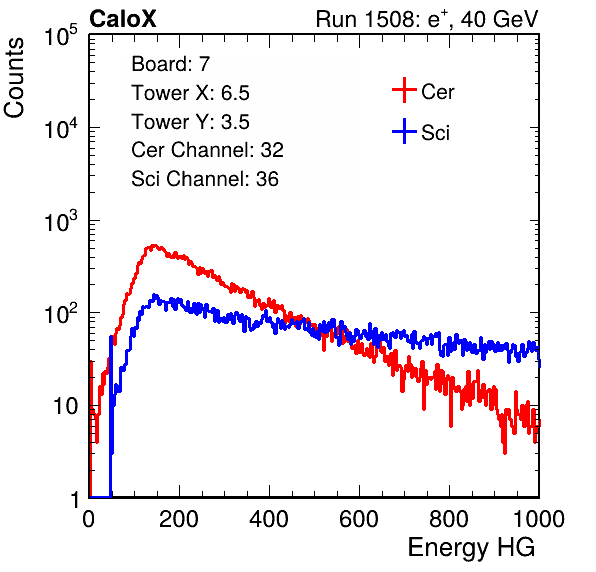 CaloX Run 1508: e⁺, 40 GeV
Counts
Board: 7
Tower X: 6.5
Tower Y: 3.5
Cer Channel: 32
Sci Channel: 36
Cer
Sci
10⁵
10⁴
10³
10²
10
1
0 200 400 600 800 1000
Energy HG